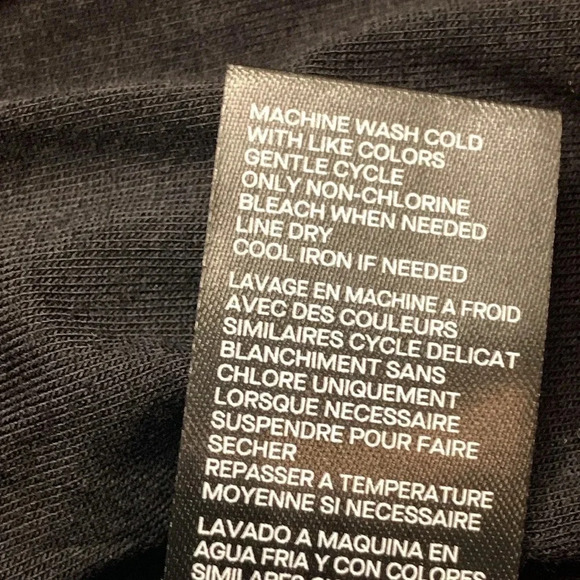 MACHINE WASH COLD
WITH LIKE COLORS
GENTLE CYCLE
ONLY NON-CHLORINE
BLEACH WHEN NEEDED
LINE DRY
COOL IRON IF NEEDED
LAVAGE EN MACHINE A FROID
AVEC DES COULEURS
SIMILAIRES CYCLE DELICAT
BLANCHIMENT SANS
CHLORE UNIQUEMENT
LORSQUE NECESSAIRE
SUSPENDRE POUR FAIRE
SECHER
REPASSER A TEMPERATURE
MOYENNE SI NECESSAIRE
LAVADO A MAQUINA EN
AGUA FRIA Y CON COLORES